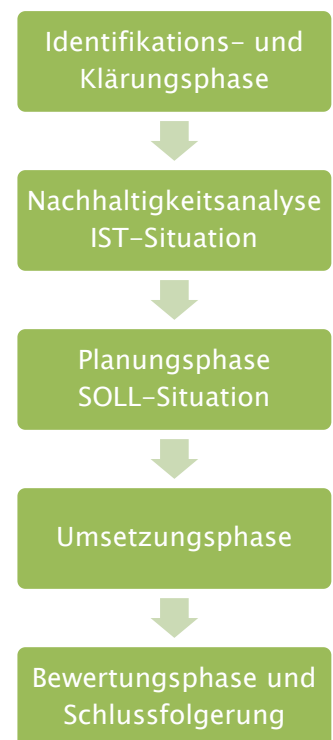 Identifikations- und
Klärungsphase
Nachhaltigkeitsanalyse
IST-Situation
Planungsphase
SOLL-Situation
Umsetzungsphase
Bewertungsphase und
Schlussfolgerung